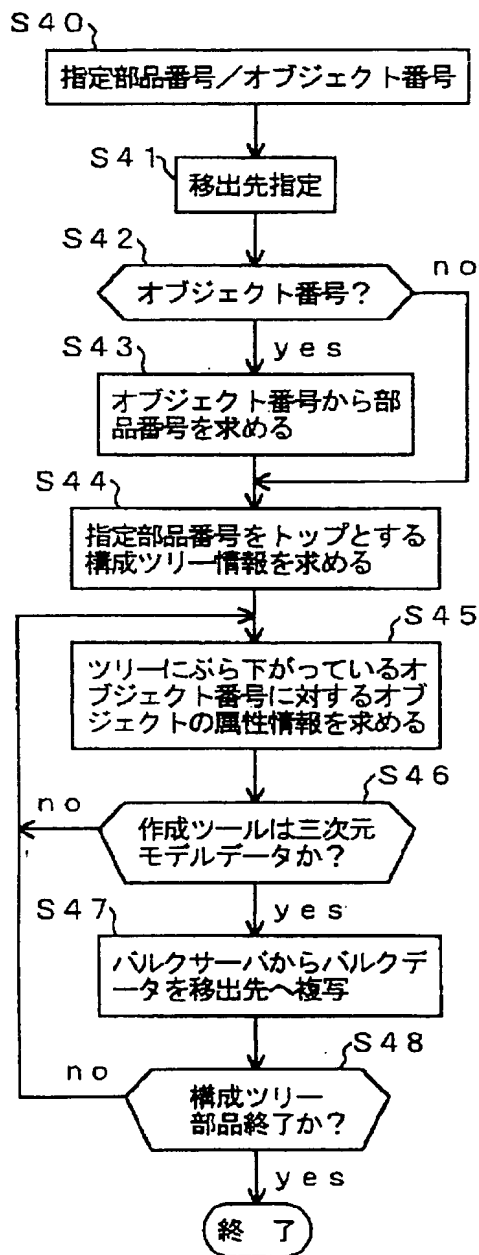 S40
指定部品番号/オブジェクト番号
S41
移出先指定
S42
オブジェクト番号?
no
yes
S43
オブジェクト番号から部
品番号を求める
S44
指定部品番号をトップとする
構成ツリー情報を求める
S45
ツリーにぶら下がっているオ
ブジェクト番号に対するオブ
ジェクトの属性情報を求める
S46
no
作成ツールは三次元
モデルデータか?
yes
S47
バルクサーバからバルクデ
ータを移出先へ複写
S48
no
構成ツリー
部品終了か?
yes
終 了